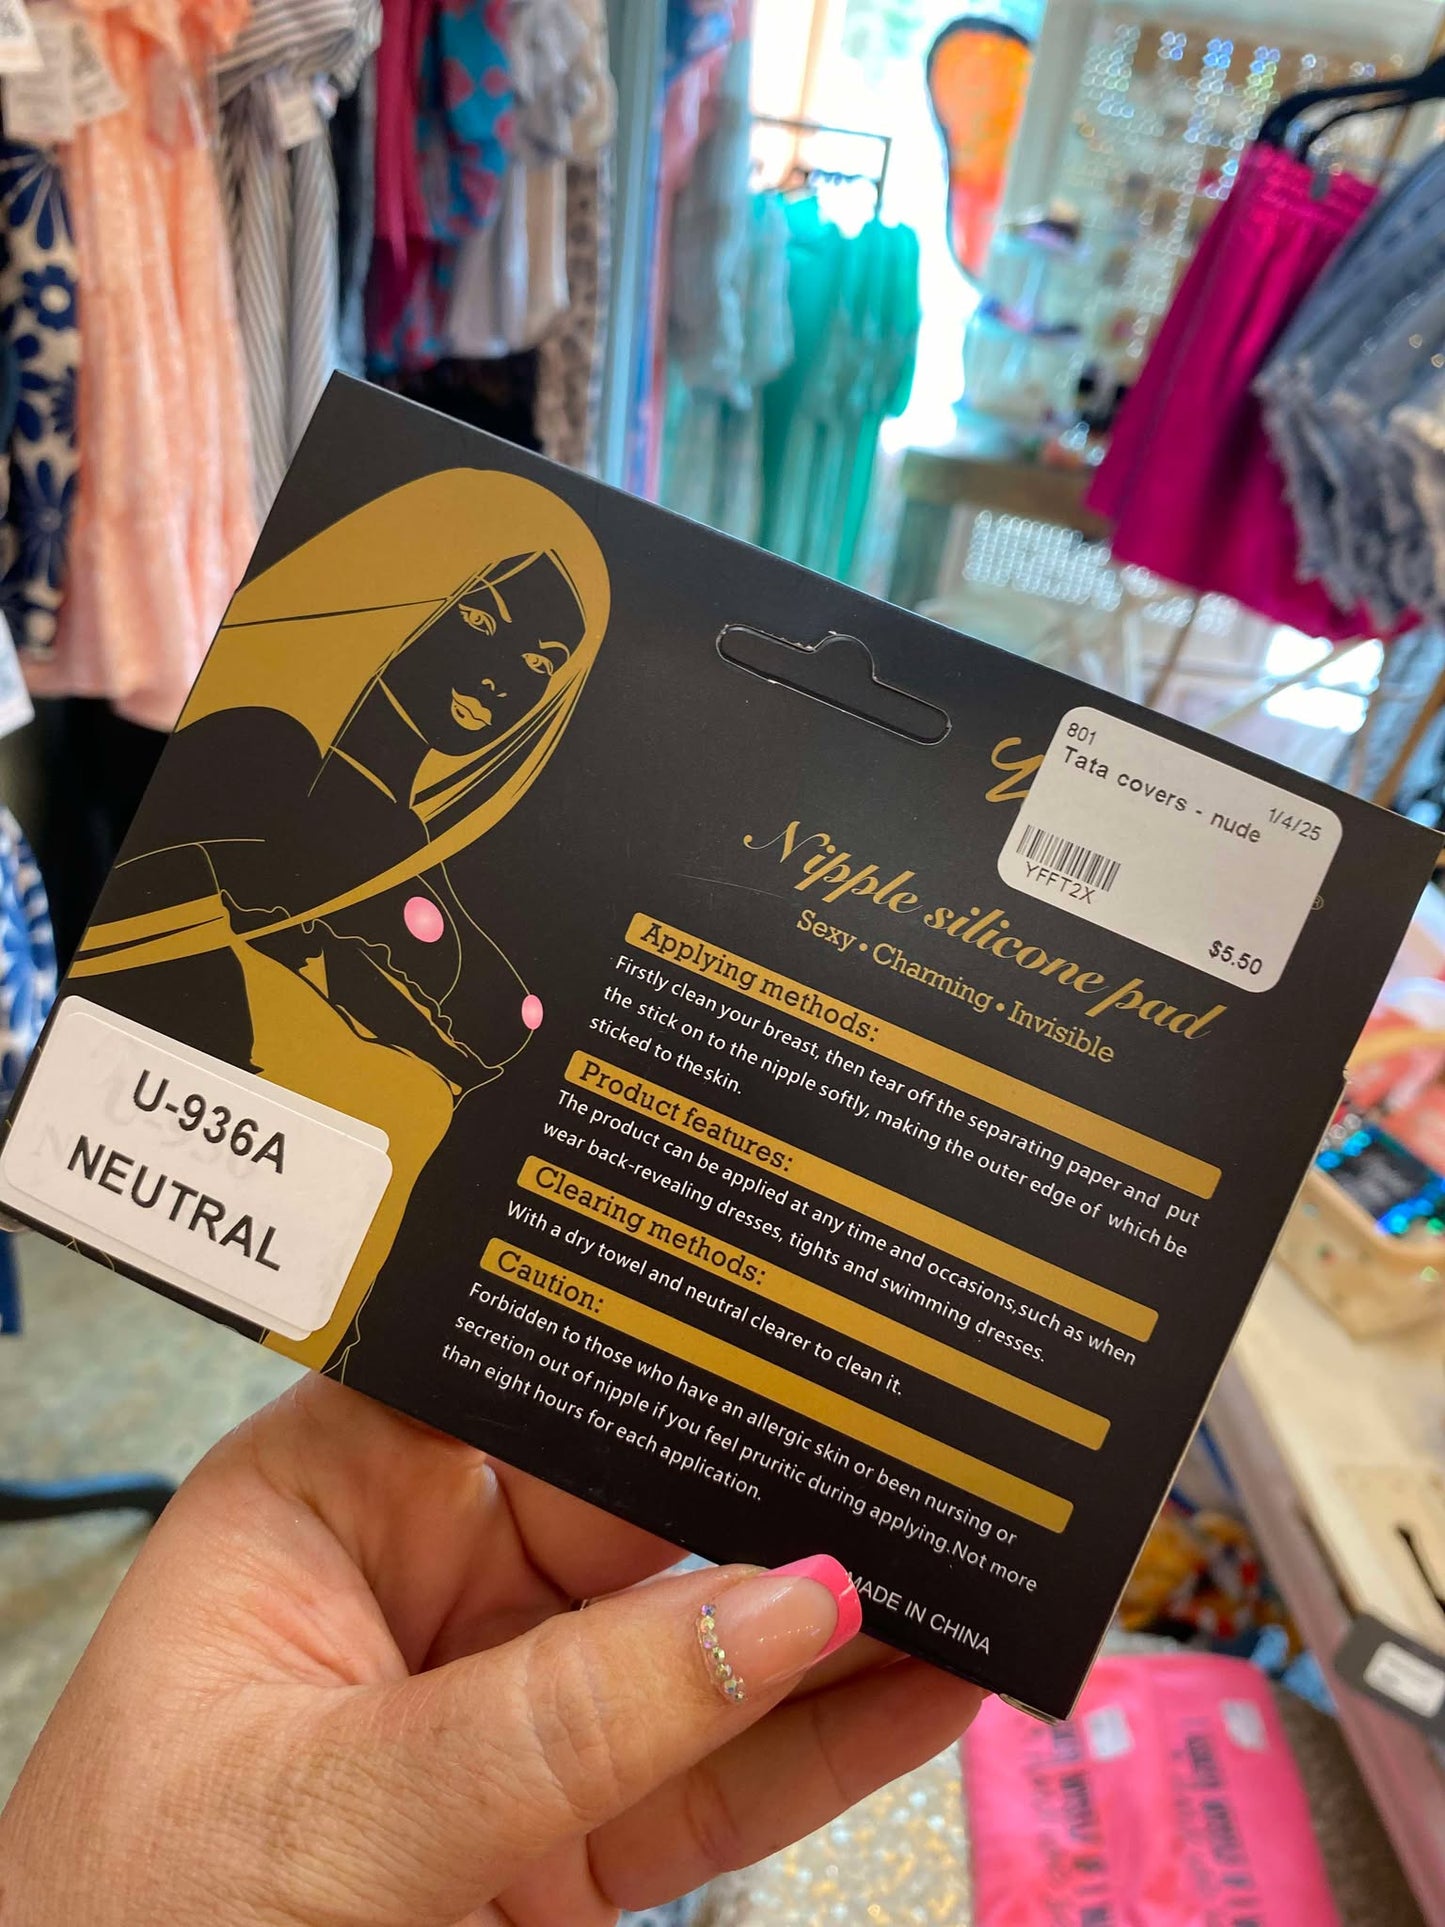 801
1/4/25
Tata covers - nude
YFFT2X
$5.50
®
Nipple silicone pad
Sexy • Charming • Invisible
Applying methods:
Firstly clean your breast, then tear off the separating paper and put
the stick on to the nipple softly, making the outer edge of which be
sticked to the skin.
Product features:
The product can be applied at any time and occasions,such as when
wear back-revealing dresses, tights and swimming dresses.
Clearing methods:
With a dry towel and neutral clearer to clean it.
Caution:
Forbidden to those who have an allergic skin or been nursing or
secretion out of nipple if you feel pruritic during applying.Not more
than eight hours for each application.
MADE IN CHINA
U-936A
NEUTRAL